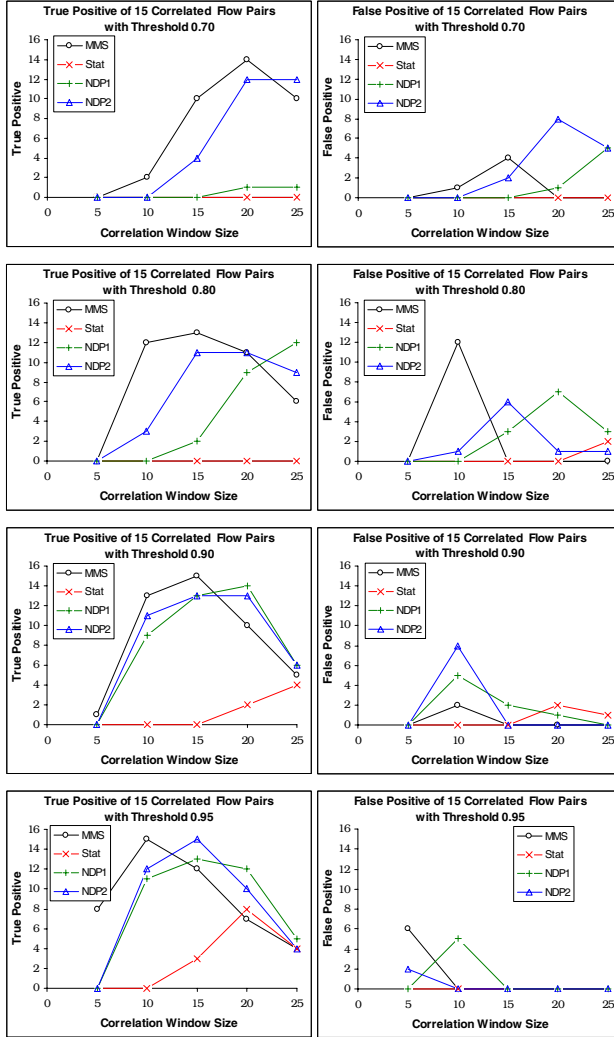 True Positive of 15 Correlated Flow Pairs
with Threshold 0.70
True Positive
16
14
12
10
8
6
4
2
0
MMS
Stat
NDP1
NDP2
0 5 10 15 20 25
Correlation Window Size
False Positive of 15 Correlated Flow Pairs
with Threshold 0.70
False Positive
16
14
12
10
8
6
4
2
0
MMS
Stat
NDP1
NDP2
0 5 10 15 20 25
Correlation Window Size
True Positive of 15 Correlated Flow Pairs
with Threshold 0.80
True Positive
16
14
12
10
8
6
4
2
0
MMS
Stat
NDP1
NDP2
0 5 10 15 20 25
Correlation Window Size
False Positive of 15 Correlated Flow Pairs
with Threshold 0.80
False Positive
16
14
12
10
8
6
4
2
0
MMS
Stat
NDP1
NDP2
0 5 10 15 20 25
Correlation Window Size
True Positive of 15 Correlated Flow Pairs
with Threshold 0.90
True Positive
16
14
12
10
8
6
4
2
0
MMS
Stat
NDP1
NDP2
0 5 10 15 20 25
Correlation Window Size
False Positive of 15 Correlated Flow Pairs
with Threshold 0.90
False Positive
16
14
12
10
8
6
4
2
0
MMS
Stat
NDP1
NDP2
0 5 10 15 20 25
Correlation Window Size
True Positive of 15 Correlated Flow Pairs
with Threshold 0.95
True Positive
16
14
12
10
8
6
4
2
0
MMS
Stat
NDP1
NDP2
0 5 10 15 20 25
Correlation Window Size
False Positive of 15 Correlated Flow Pairs
with Threshold 0.95
False Positive
16
14
12
10
8
6
4
2
0
MMS
Stat
NDP1
NDP2
0 5 10 15 20 25
Correlation Window Size